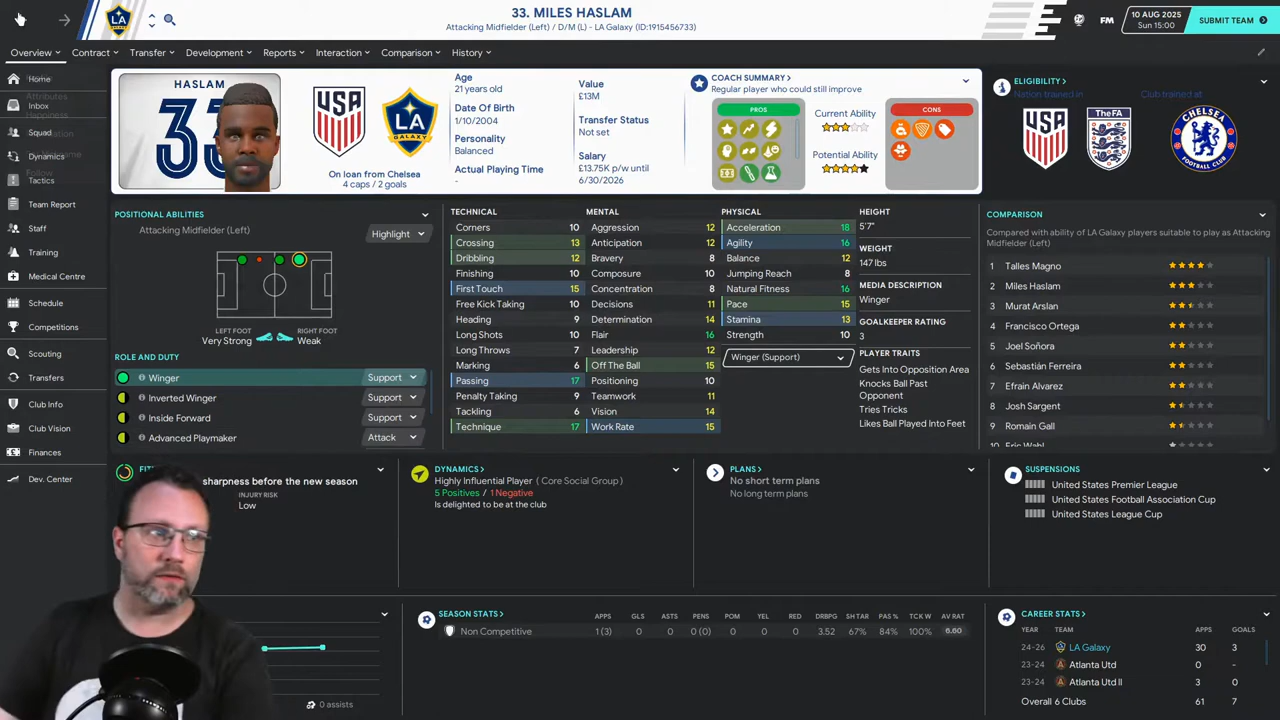 33. MILES HASLAM
Attacking Midfielder (Left) / D/M (L) - LA Galaxy (ID:1915456733)
FM
10 AUG 2025
Sun 15:00
SUBMIT TEAM
Overview
Contract
Transfer
Development
Reports
Interaction
Comparison
History
Home
Attributes
Inbox
Happiness
Squad
Dynamics
Follow
Tactics
Team Report
Staff
Training
Medical Centre
Schedule
Competitions
Scouting
Transfers
Club Info
Club Vision
Finances
Dev. Center
HASLAM
33
USA
LA
GALAXY
On loan from Chelsea
4 caps / 2 goals
Age
21 years old
Date Of Birth
1/10/2004
Personality
Balanced
Actual Playing Time
-
Value
£13M
Transfer Status
Not set
Salary
£13.75K p/w until
6/30/2026
COACH SUMMARY
Regular player who could still improve
PROS
Current Ability
Potential Ability
CONS
ELIGIBILITY
Nation trained in
Club trained at
USA
TheFA
CHELSEA
FOOTBALL CLUB
POSITIONAL ABILITIES
Attacking Midfielder (Left)
Highlight
LEFT FOOT
Very Strong
RIGHT FOOT
Weak
ROLE AND DUTY
Winger Support
Inverted Winger Support
Inside Forward Support
Advanced Playmaker Attack
TECHNICAL
Corners 10
Crossing 13
Dribbling 12
Finishing 10
First Touch 15
Free Kick Taking 10
Heading 9
Long Shots 10
Long Throws 7
Marking 6
Passing 17
Penalty Taking 9
Tackling 6
Technique 17
MENTAL
Aggression 12
Anticipation 12
Bravery 8
Composure 10
Concentration 8
Decisions 11
Determination 14
Flair 16
Leadership 12
Off The Ball 15
Positioning 10
Teamwork 11
Vision 14
Work Rate 15
PHYSICAL
Acceleration 18
Agility 16
Balance 12
Jumping Reach 8
Natural Fitness 16
Pace 15
Stamina 13
Strength 10
Winger (Support)
HEIGHT
5'7"
WEIGHT
147 lbs
MEDIA DESCRIPTION
Winger
GOALKEEPER RATING
3
PLAYER TRAITS
Gets Into Opposition Area
Knocks Ball Past
Opponent
Tries Tricks
Likes Ball Played Into Feet
COMPARISON
Compared with ability of LA Galaxy players suitable to play as Attacking
Midfielder (Left)
1 Talles Magno
2 Miles Haslam
3 Murat Arslan
4 Francisco Ortega
5 Joel Soñora
6 Sebastián Ferreira
7 Efrain Alvarez
8 Josh Sargent
9 Romain Gall
10 Eric Wahl
sharpness before the new season
INJURY RISK
Low
DYNAMICS
Highly Influential Player ( Core Social Group )
5 Positives / 1 Negative
Is delighted to be at the club
PLANS
No short term plans
No long term plans
SUSPENSIONS
United States Premier League
United States Football Association Cup
United States League Cup
0 assists
SEASON STATS APPS GLS ASTS PENS POM YEL RED DRBPG SH TAR PAS % TCK W AV RAT
Non Competitive 1 (3) 0 0 0 (0) 0 0 0 3.52 67% 84% 100% 6.60
CAREER STATS
YEAR TEAM APPS GOALS
24-26 LA Galaxy 30 3
23-24 Atlanta Utd 0 -
23-24 Atlanta Utd II 3 0
Overall 6 Clubs 61 7